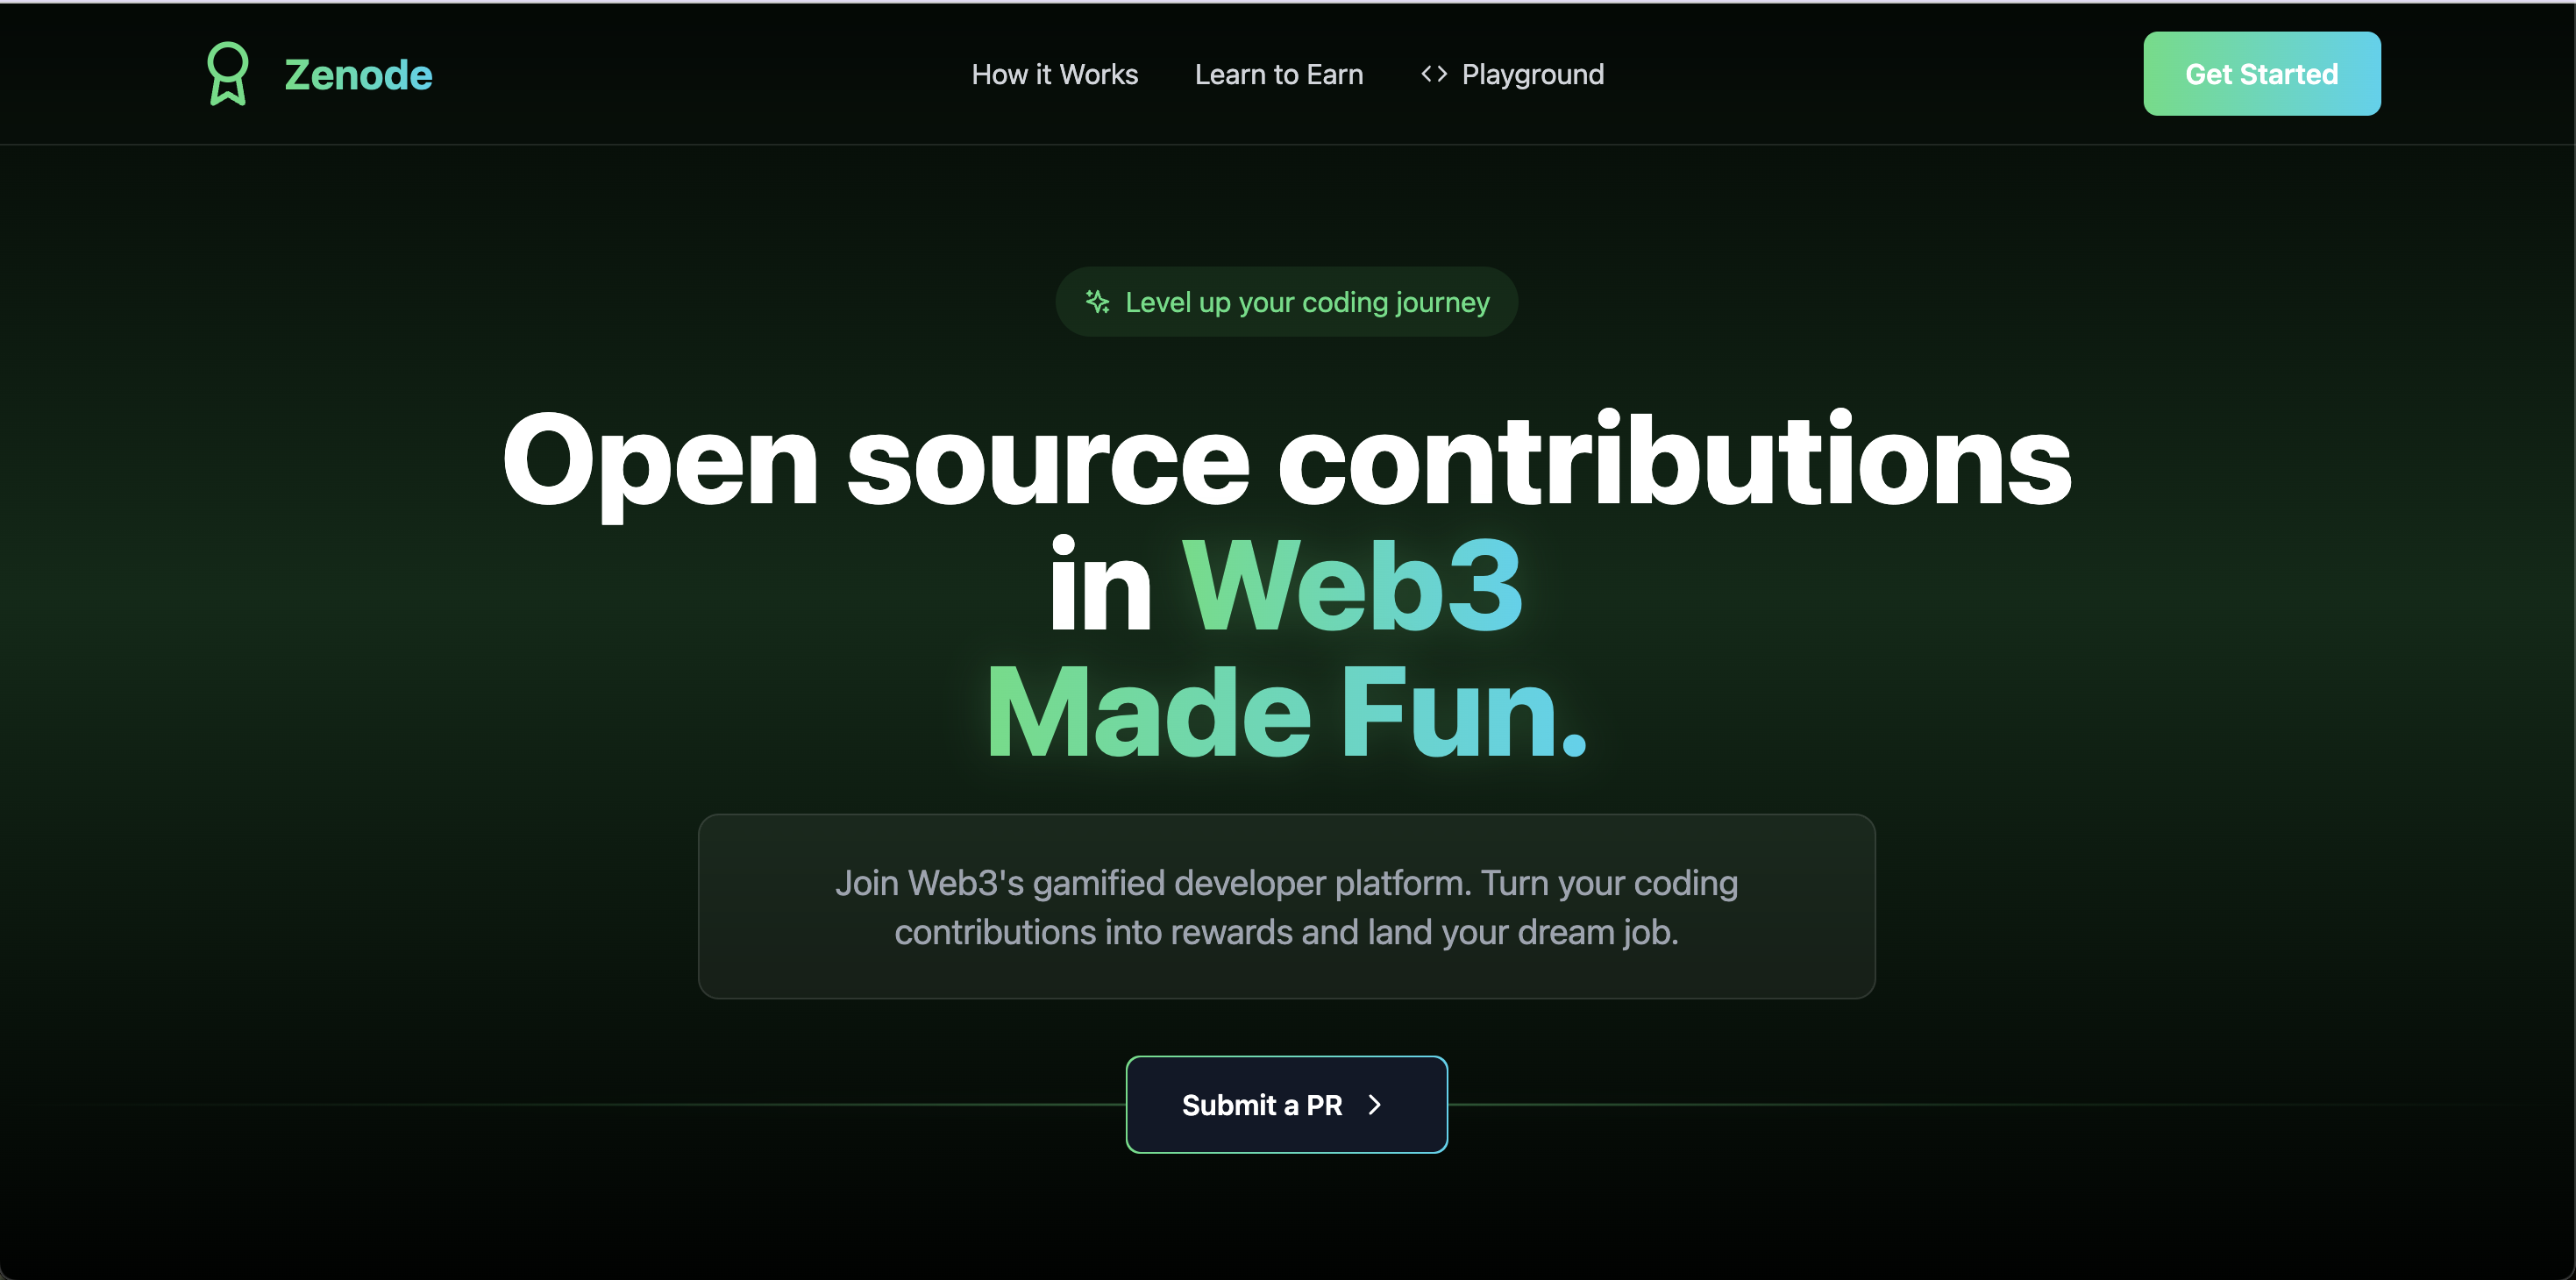 Zenode
How it Works
Learn to Earn
Playground
Get Started
Level up your coding journey
Open source contributions
in Web3
Made Fun.
Join Web3's gamified developer platform. Turn your coding
contributions into rewards and land your dream job.
Submit a PR